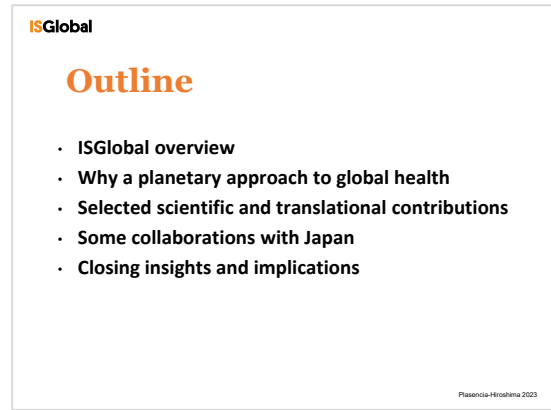 ISGlobal
Outline
· ISGlobal overview
· Why a planetary approach to global health
· Selected scientific and translational contributions
· Some collaborations with Japan
· Closing insights and implications
Plasencia-Hiroshima 2023